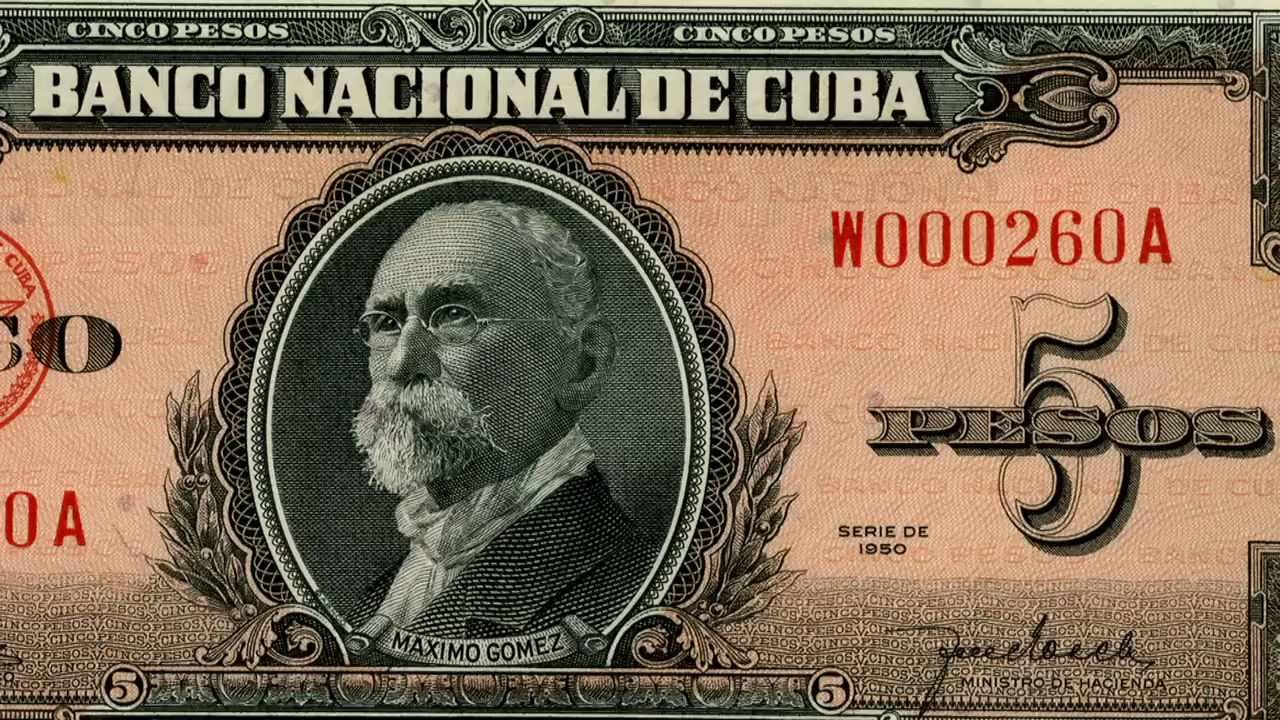 CINCO PESOS CINCO PESOS
BANCO NACIONAL DE CUBA
W000260A
CUBA
5
PESOS
0A
SERIE DE
1950
MAXIMO GOMEZ
MINISTRO DE HACIENDA
5 5